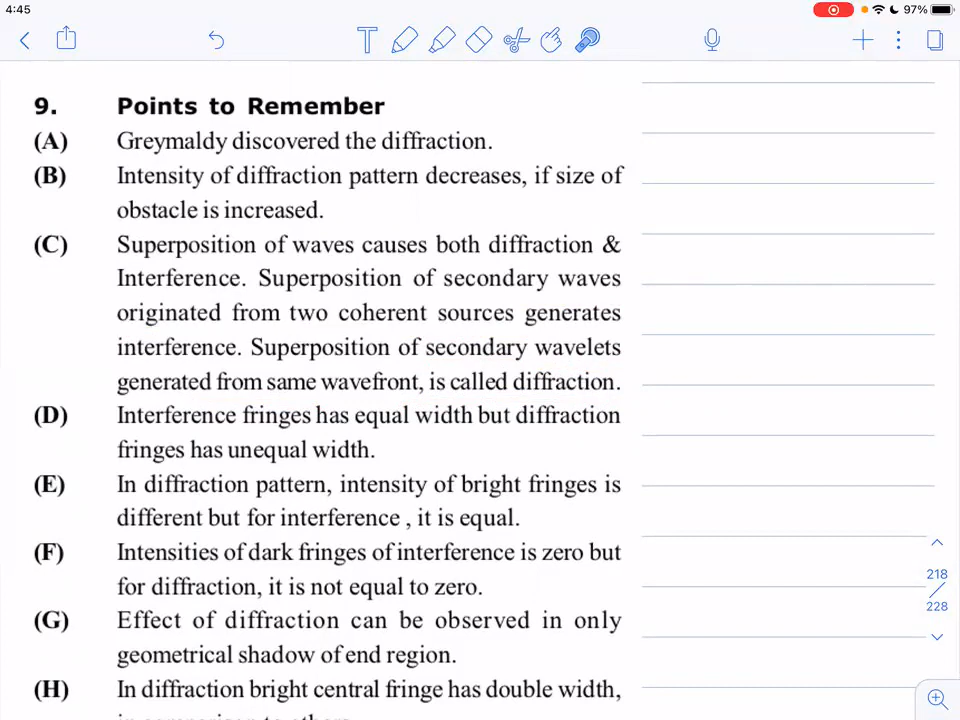 4:45
97%
T
9. Points to Remember
(A) Greymaldy discovered the diffraction.
(B) Intensity of diffraction pattern decreases, if size of
obstacle is increased.
(C) Superposition of waves causes both diffraction &
Interference. Superposition of secondary waves
originated from two coherent sources generates
interference. Superposition of secondary wavelets
generated from same wavefront, is called diffraction.
(D) Interference fringes has equal width but diffraction
fringes has unequal width.
(E) In diffraction pattern, intensity of bright fringes is
different but for interference , it is equal.
(F) Intensities of dark fringes of interference is zero but
for diffraction, it is not equal to zero.
(G) Effect of diffraction can be observed in only
geometrical shadow of end region.
(H) In diffraction bright central fringe has double width,
in comparison to others.
218
/
228